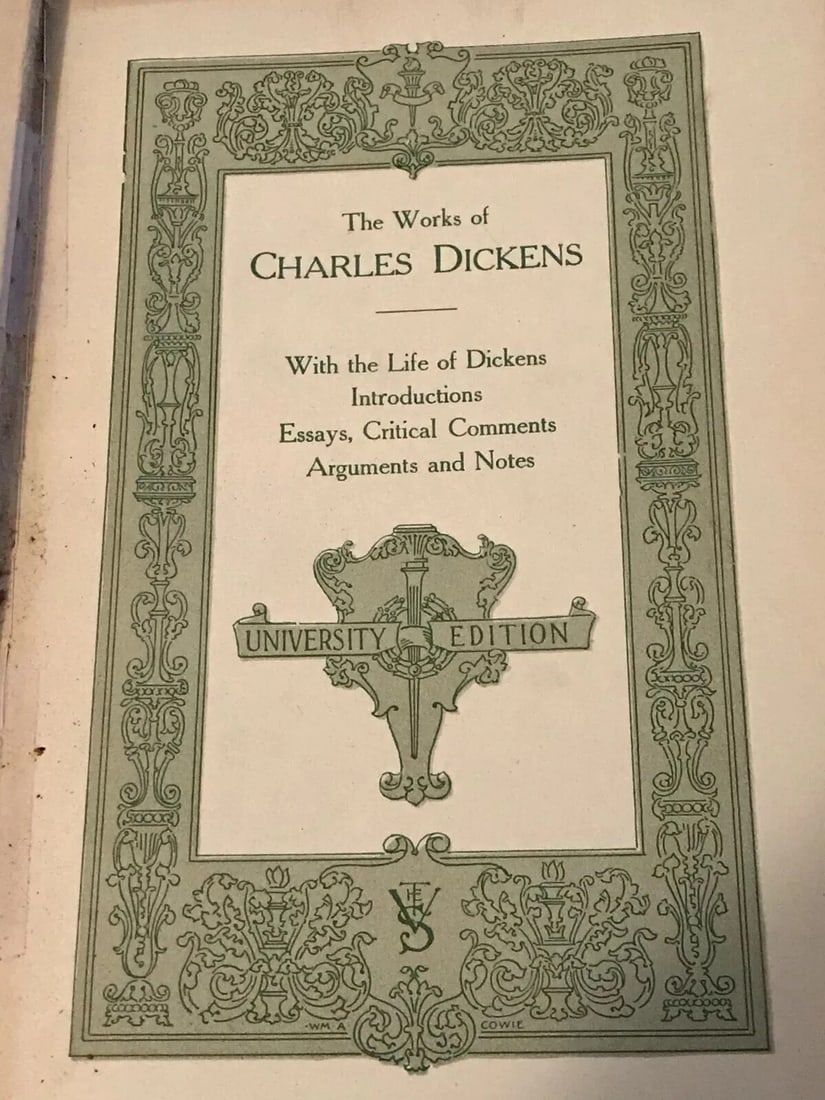 The Works of
CHARLES DICKENS
With the Life of Dickens
Introductions
Essays, Critical Comments
Arguments and Notes
UNIVERSITY EDITION
WM A COWIE